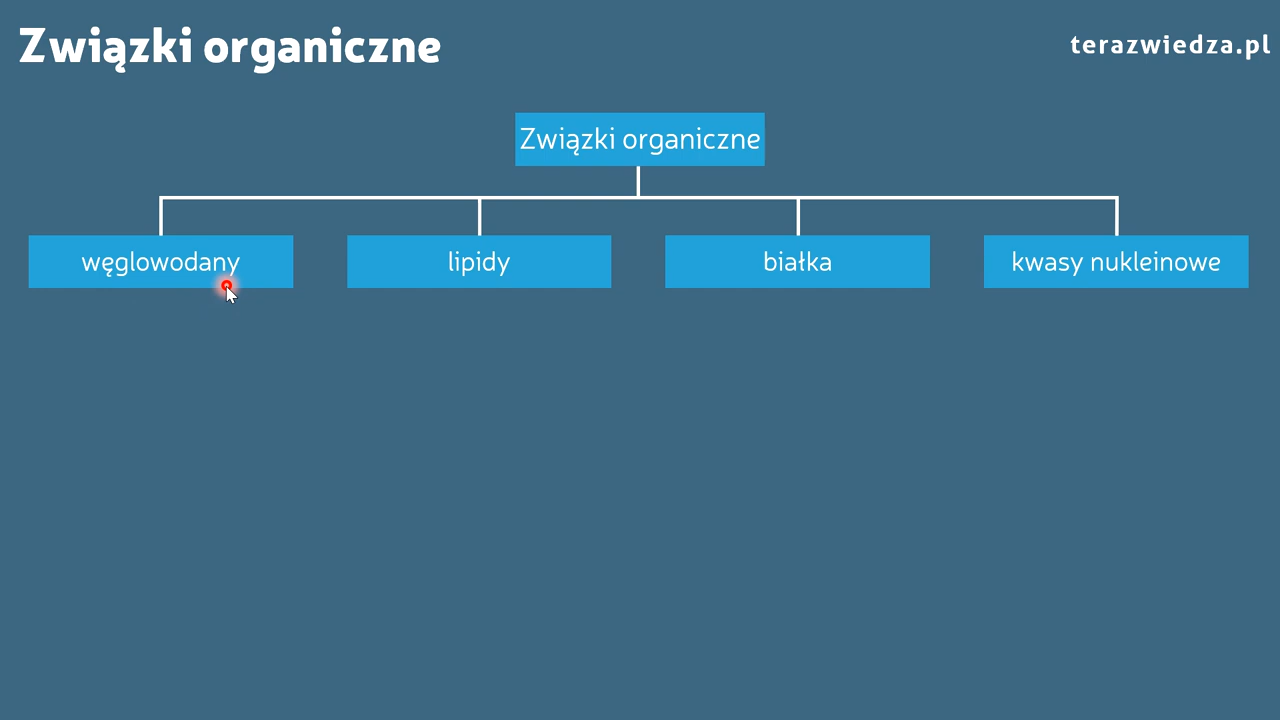 Związki organiczne
terazwiedza.pl
Związki organiczne
węglowodany
lipidy
białka
kwasy nukleinowe